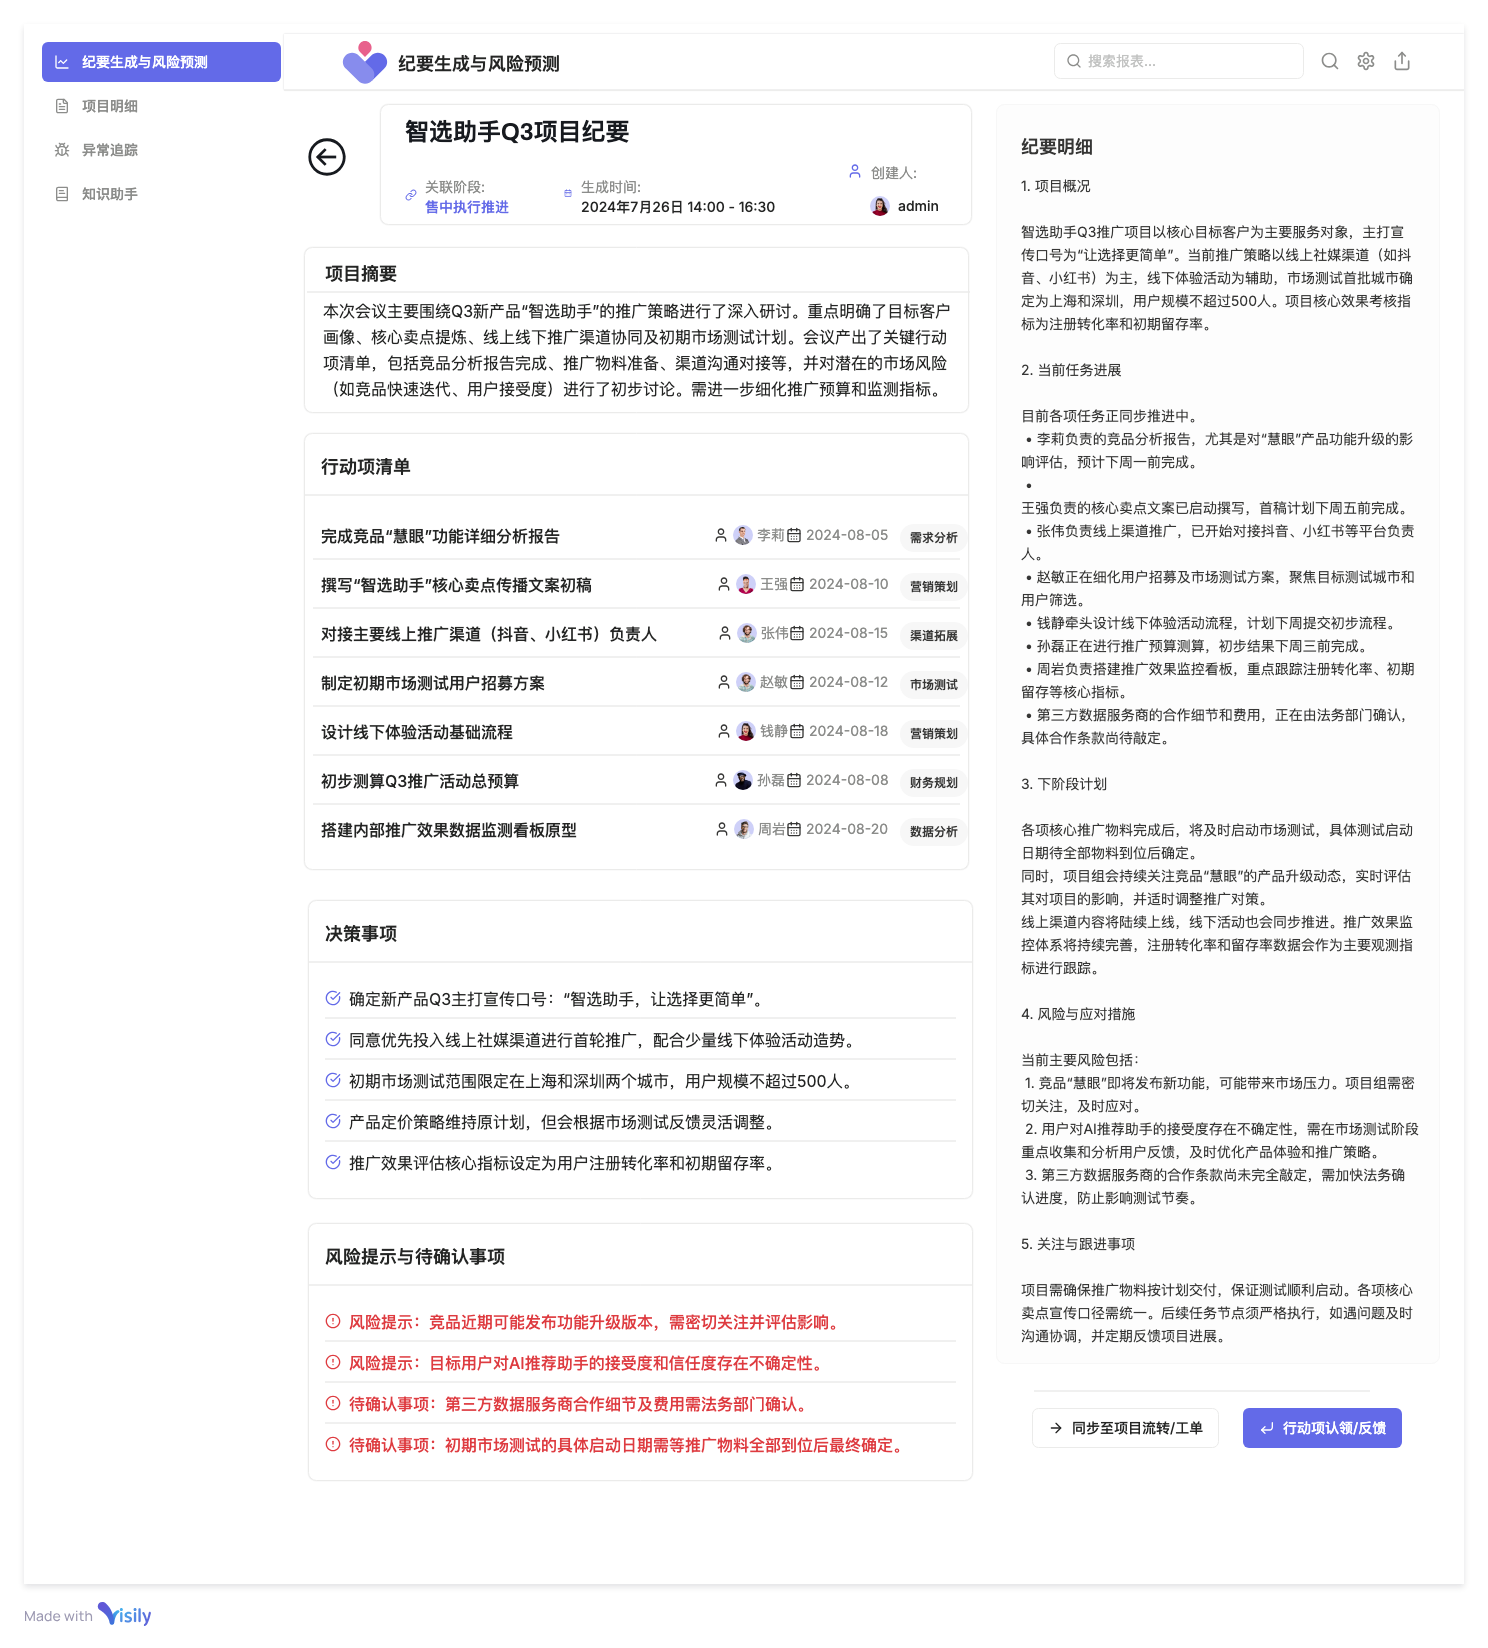 纪要生成与风险预测
项目明细
异常追踪
知识助手
纪要生成与风险预测
搜索报表...
智选助手Q3项目纪要
关联阶段:
售中执行推进
生成时间:
2024年7月26日 14:00 - 16:30
创建人:
admin
项目摘要
本次会议主要围绕Q3新产品“智选助手”的推广策略进行了深入研讨。重点明确了目标客户
画像、核心卖点提炼、线上线下推广渠道协同及初期市场测试计划。会议产出了关键行动
项清单，包括竞品分析报告完成、推广物料准备、渠道沟通对接等，并对潜在的市场风险
（如竞品快速迭代、用户接受度）进行了初步讨论。需进一步细化推广预算和监测指标。
行动项清单
完成竞品“慧眼”功能详细分析报告 李莉 2024-08-05 需求分析
撰写“智选助手”核心卖点传播文案初稿 王强 2024-08-10 营销策划
对接主要线上推广渠道（抖音、小红书）负责人 张伟 2024-08-15 渠道拓展
制定初期市场测试用户招募方案 赵敏 2024-08-12 市场测试
设计线下体验活动基础流程 钱静 2024-08-18 营销策划
初步测算Q3推广活动总预算 孙磊 2024-08-08 财务规划
搭建内部推广效果数据监测看板原型 周岩 2024-08-20 数据分析
决策事项
确定新产品Q3主打宣传口号：“智选助手，让选择更简单”。
同意优先投入线上社媒渠道进行首轮推广，配合少量线下体验活动造势。
初期市场测试范围限定在上海和深圳两个城市，用户规模不超过500人。
产品定价策略维持原计划，但会根据市场测试反馈灵活调整。
推广效果评估核心指标设定为用户注册转化率和初期留存率。
风险提示与待确认事项
风险提示：竞品近期可能发布功能升级版本，需密切关注并评估影响。
风险提示：目标用户对AI推荐助手的接受度和信任度存在不确定性。
待确认事项：第三方数据服务商合作细节及费用需法务部门确认。
待确认事项：初期市场测试的具体启动日期需等推广物料全部到位后最终确定。
纪要明细
1. 项目概况
智选助手Q3推广项目以核心目标客户为主要服务对象，主打宣
传口号为“让选择更简单”。当前推广策略以线上社媒渠道（如抖
音、小红书）为主，线下体验活动为辅助，市场测试首批城市确
定为上海和深圳，用户规模不超过500人。项目核心效果考核指
标为注册转化率和初期留存率。
2. 当前任务进展
目前各项任务正同步推进中。
• 李莉负责的竞品分析报告，尤其是对“慧眼”产品功能升级的影
响评估，预计下周一前完成。
•
王强负责的核心卖点文案已启动撰写，首稿计划下周五前完成。
• 张伟负责线上渠道推广，已开始对接抖音、小红书等平台负责
人。
• 赵敏正在细化用户招募及市场测试方案，聚焦目标测试城市和
用户筛选。
• 钱静牵头设计线下体验活动流程，计划下周提交初步流程。
• 孙磊正在进行推广预算测算，初步结果下周三前完成。
• 周岩负责搭建推广效果监控看板，重点跟踪注册转化率、初期
留存等核心指标。
• 第三方数据服务商的合作细节和费用，正在由法务部门确认，
具体合作条款尚待敲定。
3. 下阶段计划
各项核心推广物料完成后，将及时启动市场测试，具体测试启动
日期待全部物料到位后确定。
同时，项目组会持续关注竞品“慧眼”的产品升级动态，实时评估
其对项目的影响，并适时调整推广对策。
线上渠道内容将陆续上线，线下活动也会同步推进。推广效果监
控体系将持续完善，注册转化率和留存率数据会作为主要观测指
标进行跟踪。
4. 风险与应对措施
当前主要风险包括：
1. 竞品“慧眼”即将发布新功能，可能带来市场压力。项目组需密
切关注，及时应对。
2. 用户对AI推荐助手的接受度存在不确定性，需在市场测试阶段
重点收集和分析用户反馈，及时优化产品体验和推广策略。
3. 第三方数据服务商的合作条款尚未完全敲定，需加快法务确
认进度，防止影响测试节奏。
5. 关注与跟进事项
项目需确保推广物料按计划交付，保证测试顺利启动。各项核心
卖点宣传口径需统一。后续任务节点须严格执行，如遇问题及时
沟通协调，并定期反馈项目进展。
同步至项目流转/工单
行动项认领/反馈
Made with Visily